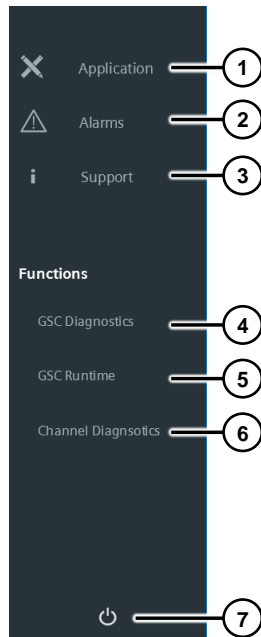 Application 1
Alarms 2
Support 3
Functions
GSC Diagnostics 4
GSC Runtime 5
Channel Diagnsotics 6
7